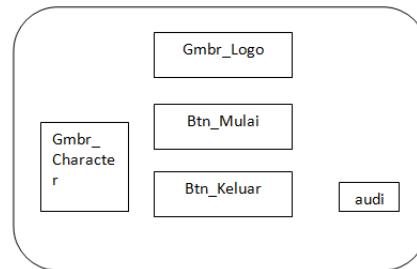 Gmbr_Logo
Btn_Mulai
Gmbr_
Characte
r
Btn_Keluar
audi